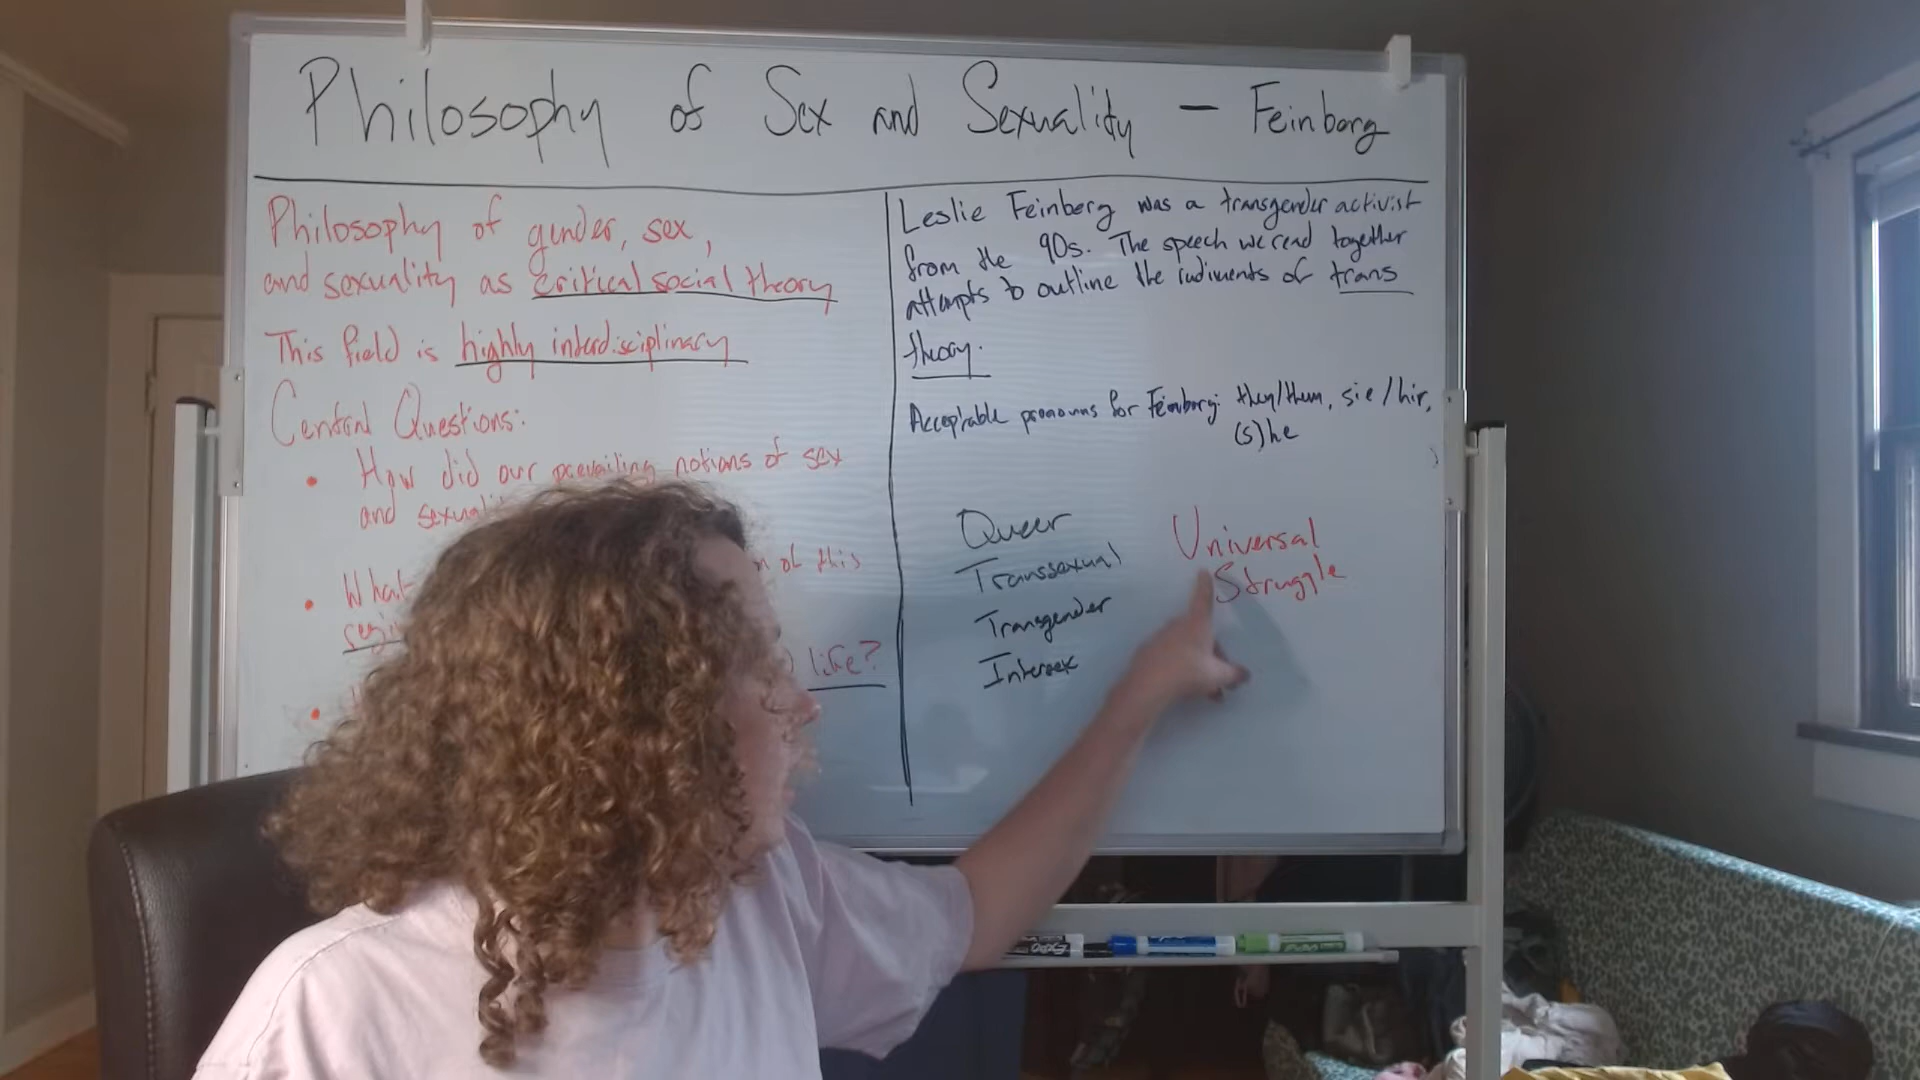 Philosophy of Sex and Sexuality - Feinberg
Philosophy of gender, sex,
and sexuality as critical social theory
This field is highly interdisciplinary
Central Questions:
• How did our prevailing notions of sex
and
of this
• What
life?
•
Leslie Feinberg was a transgender activist
from the 90s. The speech we read together
attempts to outline the rudiments of trans
theory.
Acceptable pronouns for Feinberg: they/them, sie/hir,
(s)he
Queer
Transsexual
Transgender
Intersex
Universal
Struggle
EXPO